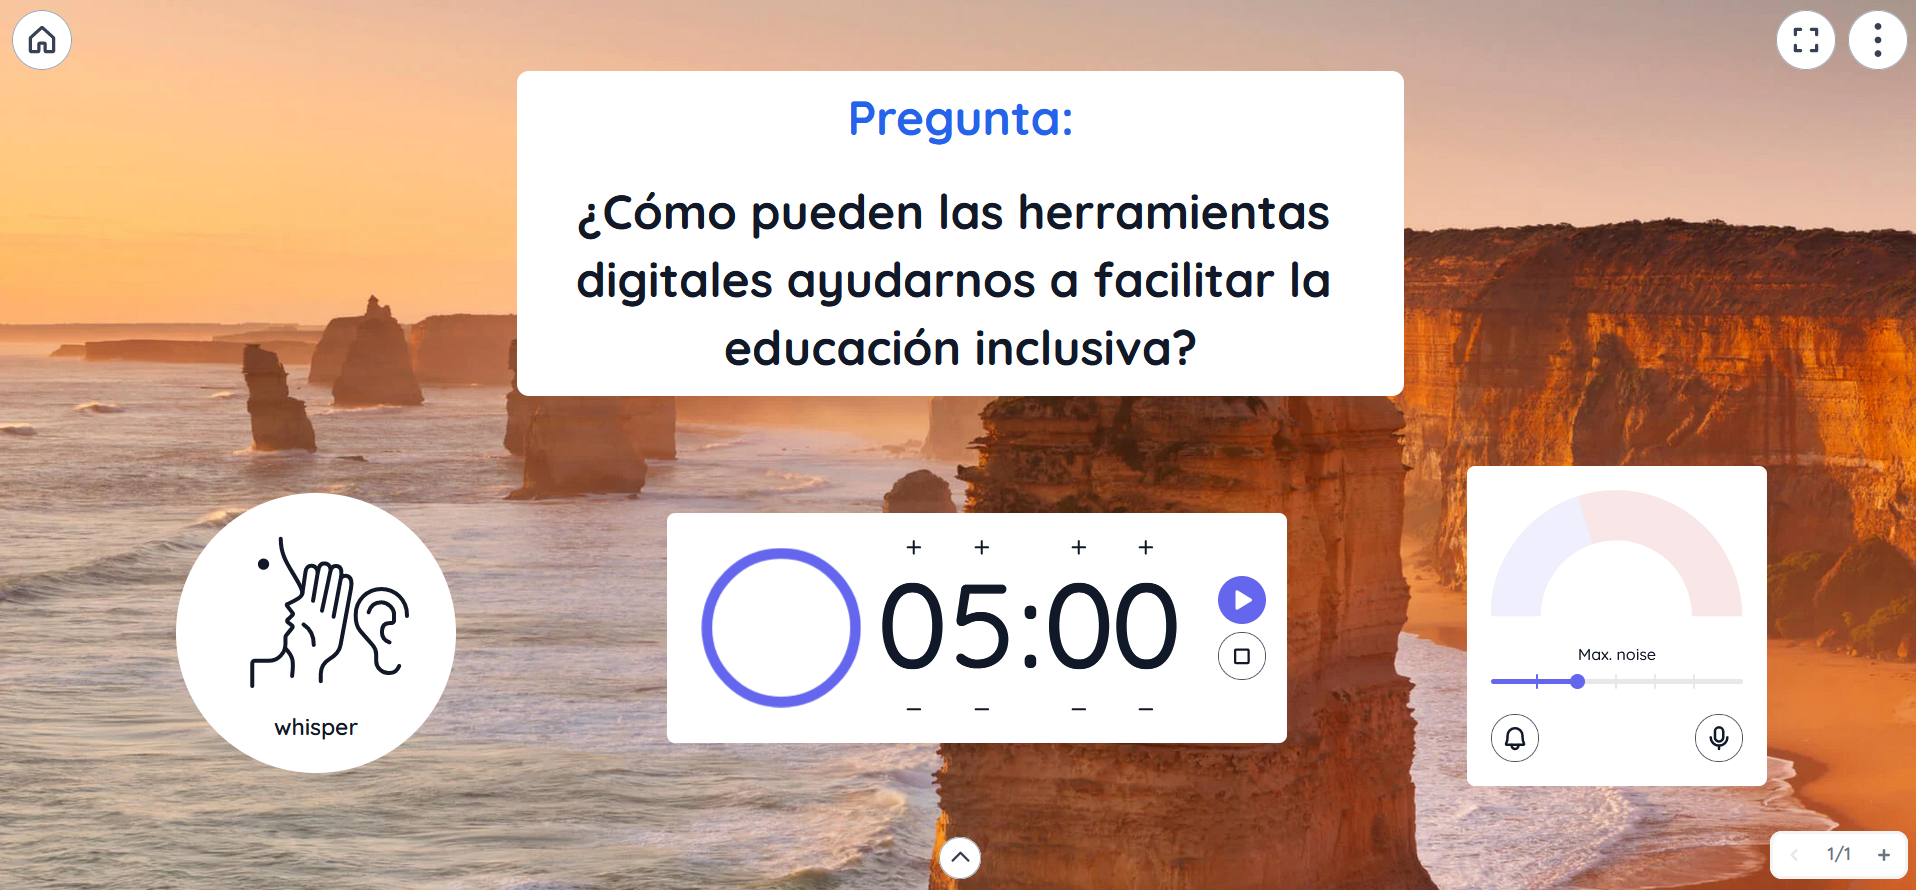 Pregunta:
¿Cómo pueden las herramientas
digitales ayudarnos a facilitar la
educación inclusiva?
whisper
05:00
Max. noise
1/1